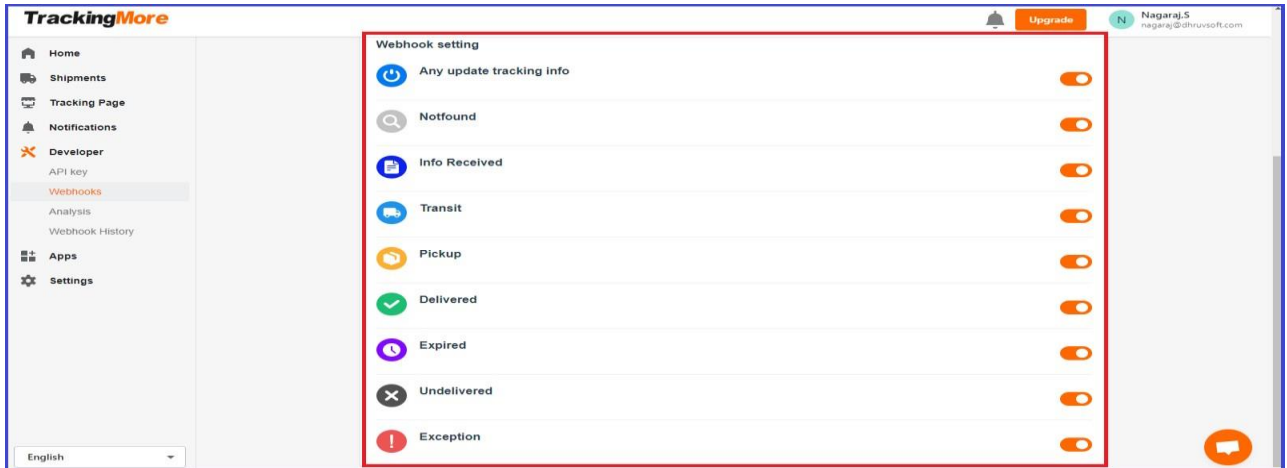 TrackingMore
Upgrade
N
Nagaraj.S
nagaraj@dhruvsoft.com
Home
Shipments
Tracking Page
Notifications
Developer
API key
Webhooks
Analysis
Webhook History
Apps
Settings
English
Webhook setting
Any update tracking info
Notfound
Info Received
Transit
Pickup
Delivered
Expired
Undelivered
Exception